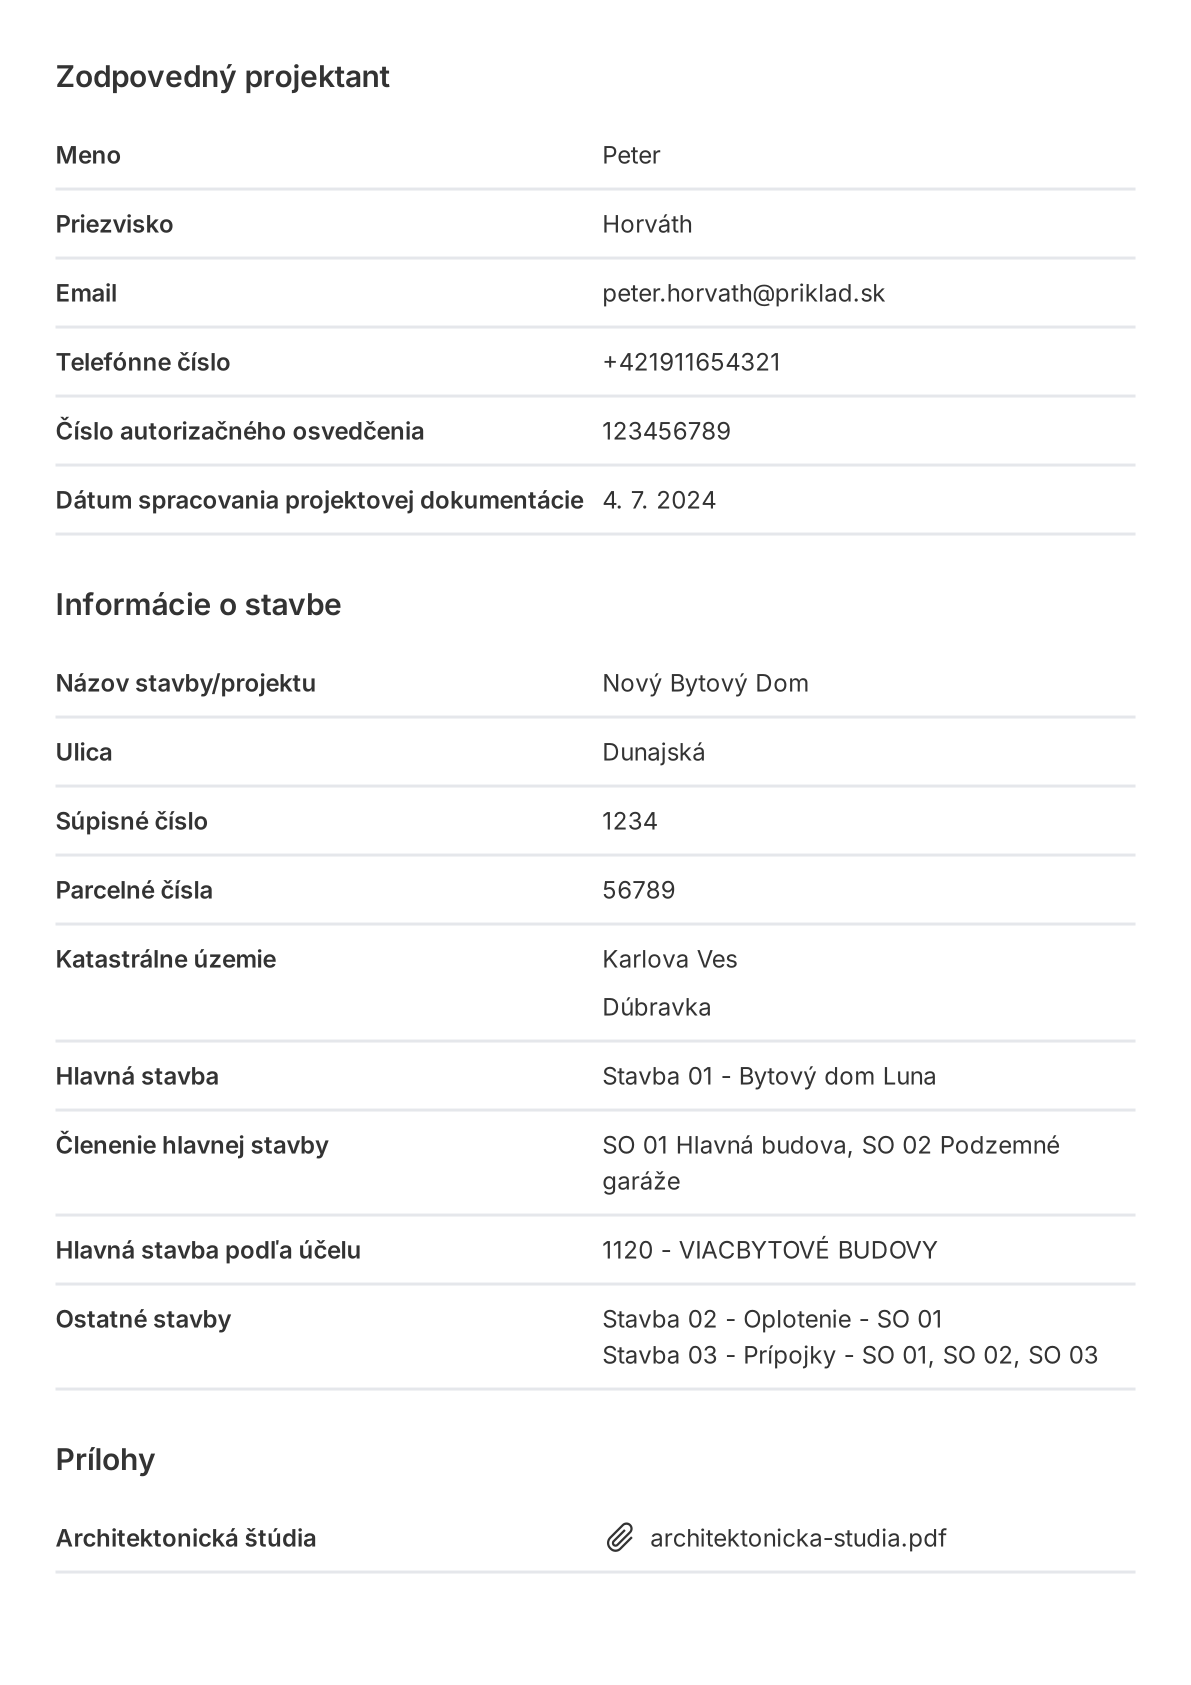 Zodpovedný projektant
Meno Peter
Priezvisko Horváth
Email peter.horvath@priklad.sk
Telefónne číslo +421911654321
Číslo autorizačného osvedčenia 123456789
Dátum spracovania projektovej dokumentácie 4. 7. 2024
Informácie o stavbe
Názov stavby/projektu Nový Bytový Dom
Ulica Dunajská
Súpisné číslo 1234
Parcelné čísla 56789
Katastrálne územie Karlova Ves
Dúbravka
Hlavná stavba Stavba 01 - Bytový dom Luna
Členenie hlavnej stavby SO 01 Hlavná budova, SO 02 Podzemné
garáže
Hlavná stavba podľa účelu 1120 - VIACBYTOVÉ BUDOVY
Ostatné stavby Stavba 02 - Oplotenie - SO 01
Stavba 03 - Prípojky - SO 01, SO 02, SO 03
Prílohy
Architektonická štúdia architektonicka-studia.pdf